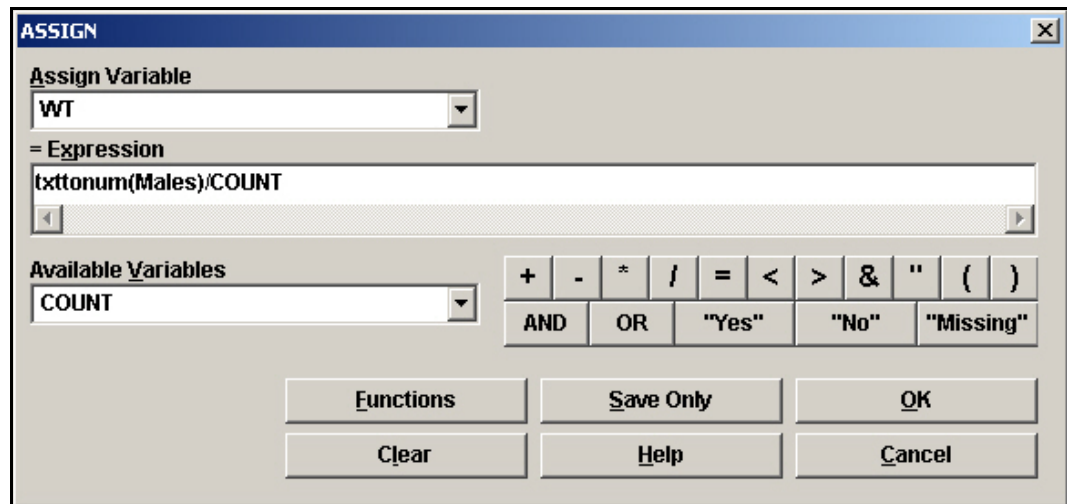 ASSIGN
Assign Variable
WT
= Expression
txttonum(Males)/COUNT
Available Variables
COUNT
+ - * / = < > & " ( )
AND OR "Yes" "No" "Missing"
Functions Save Only OK
Clear Help Cancel